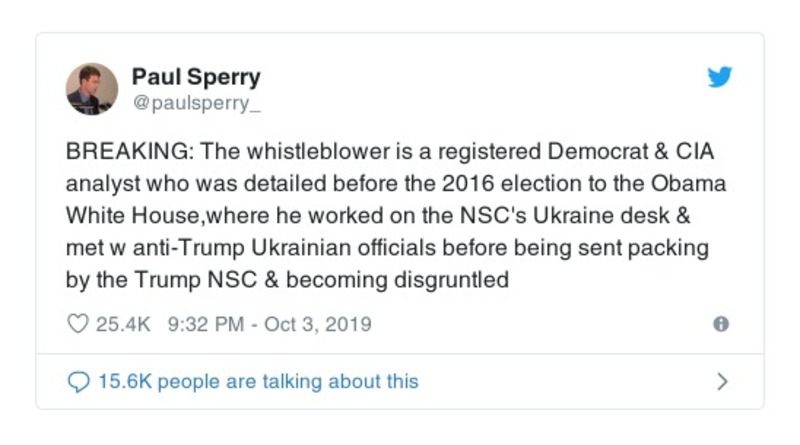 Paul Sperry
@paulsperry_
BREAKING: The whistleblower is a registered Democrat & CIA
analyst who was detailed before the 2016 election to the Obama
White House,where he worked on the NSC's Ukraine desk &
met w anti-Trump Ukrainian officials before being sent packing
by the Trump NSC & becoming disgruntled
25.4K 9:32 PM - Oct 3, 2019
15.6K people are talking about this